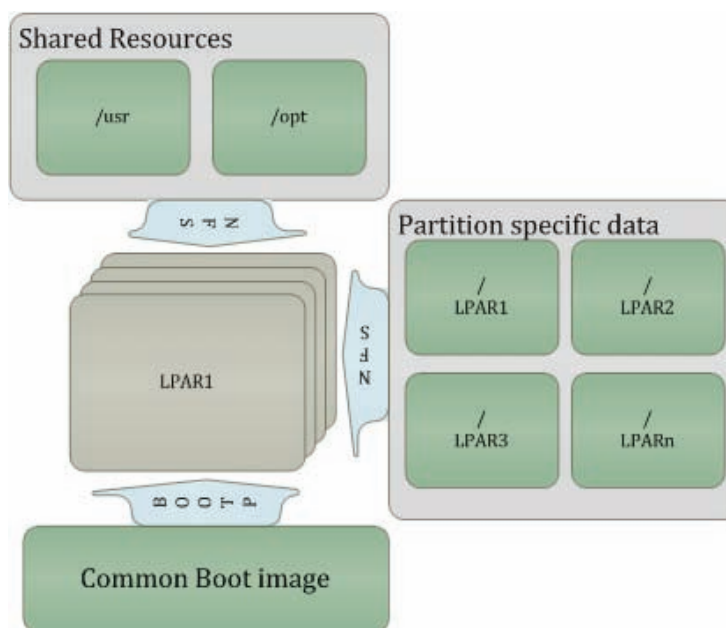 Shared Resources
/usr
/opt
NFS
Partition specific data
/
LPAR1
/
LPAR2
/
LPAR3
/
LPARn
NFS
LPAR1
BOOTP
Common Boot image